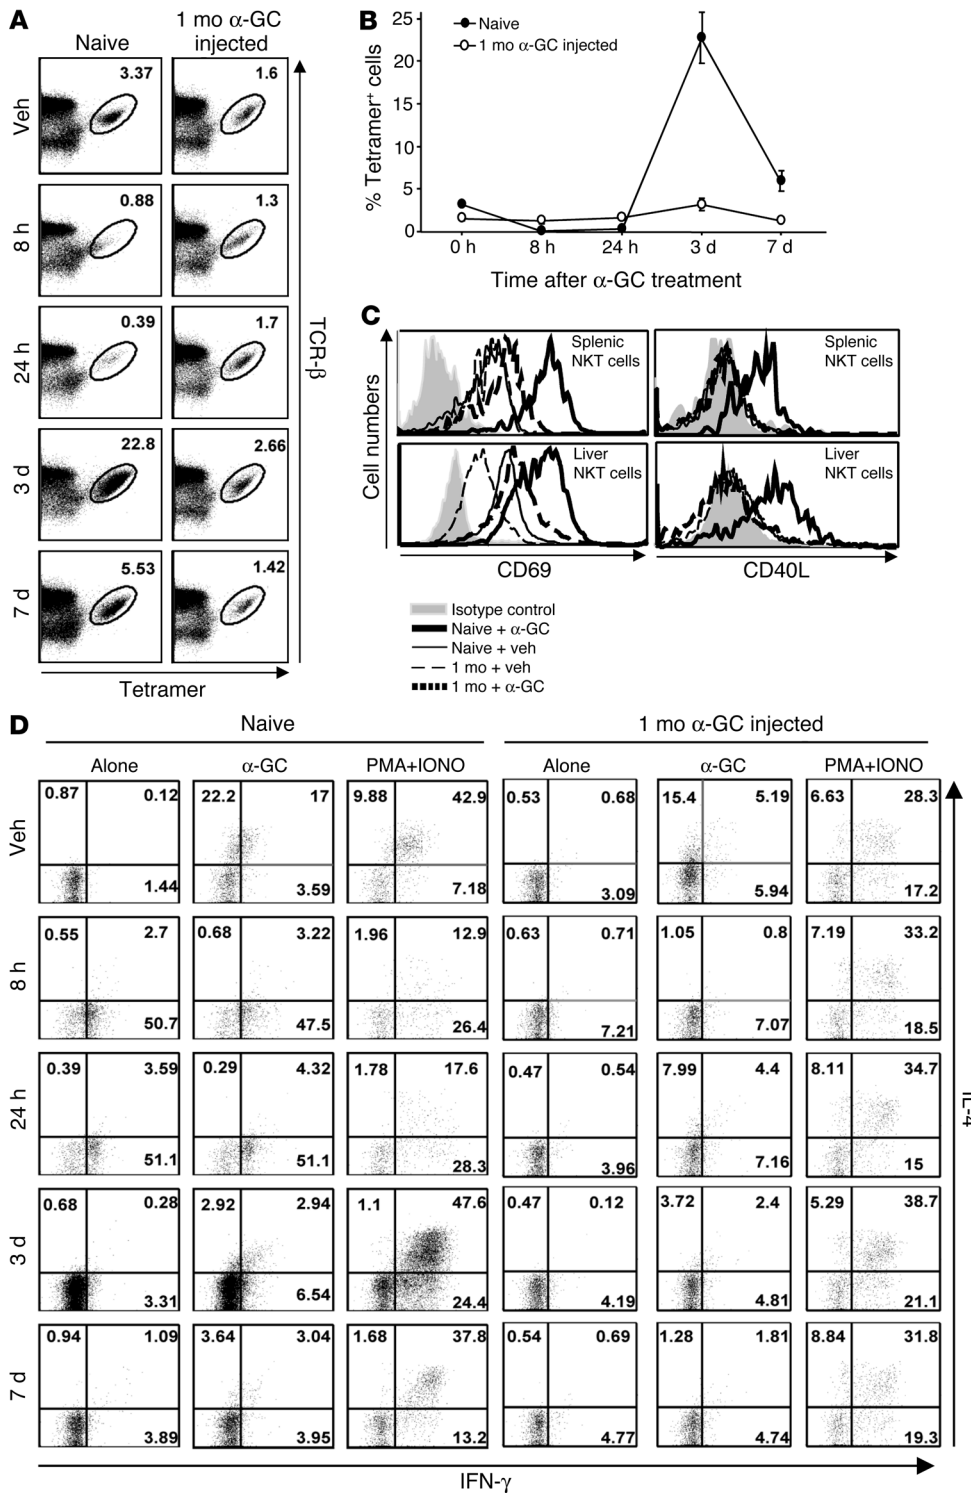 A
Naive
1 mo α-GC
injected
Veh
3.37
1.6
8 h
0.88
1.3
24 h
0.39
1.7
3 d
22.8
2.66
7 d
5.53
1.42
TCR-β
Tetramer
B
Naive
1 mo α-GC injected
% Tetramer⁺ cells
25
20
15
10
5
0
0 h 8 h 24 h 3 d 7 d
Time after α-GC treatment
C
Cell numbers
Splenic
NKT cells
Splenic
NKT cells
Liver
NKT cells
Liver
NKT cells
CD69
CD40L
Isotype control
Naive + α-GC
Naive + veh
1 mo + veh
1 mo + α-GC
D
Naive
1 mo α-GC injected
Alone α-GC PMA+IONO Alone α-GC PMA+IONO
Veh
0.87 0.12 22.2 17 9.88 42.9 0.53 0.68 15.4 5.19 6.63 28.3
1.44 3.59 7.18 3.09 5.94 17.2
8 h
0.55 2.7 0.68 3.22 1.96 12.9 0.63 0.71 1.05 0.8 7.19 33.2
50.7 47.5 26.4 7.21 7.07 18.5
24 h
0.39 3.59 0.29 4.32 1.78 17.6 0.47 0.54 7.99 4.4 8.11 34.7
51.1 51.1 28.3 3.96 7.16 15
3 d
0.68 0.28 2.92 2.94 1.1 47.6 0.47 0.12 3.72 2.4 5.29 38.7
3.31 6.54 24.4 4.19 4.81 21.1
7 d
0.94 1.09 3.64 3.04 1.68 37.8 0.54 0.69 1.28 1.81 8.84 31.8
3.89 3.95 13.2 4.77 4.74 19.3
IL-4
IFN-γ